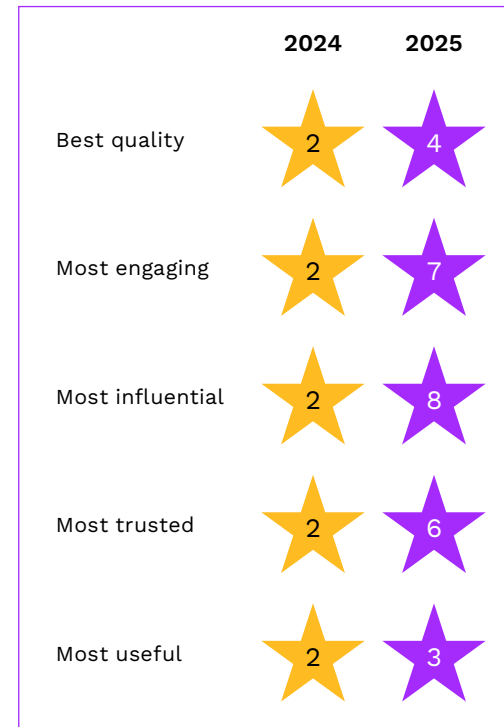 2024 2025
Best quality 2 4
Most engaging 2 7
Most influential 2 8
Most trusted 2 6
Most useful 2 3